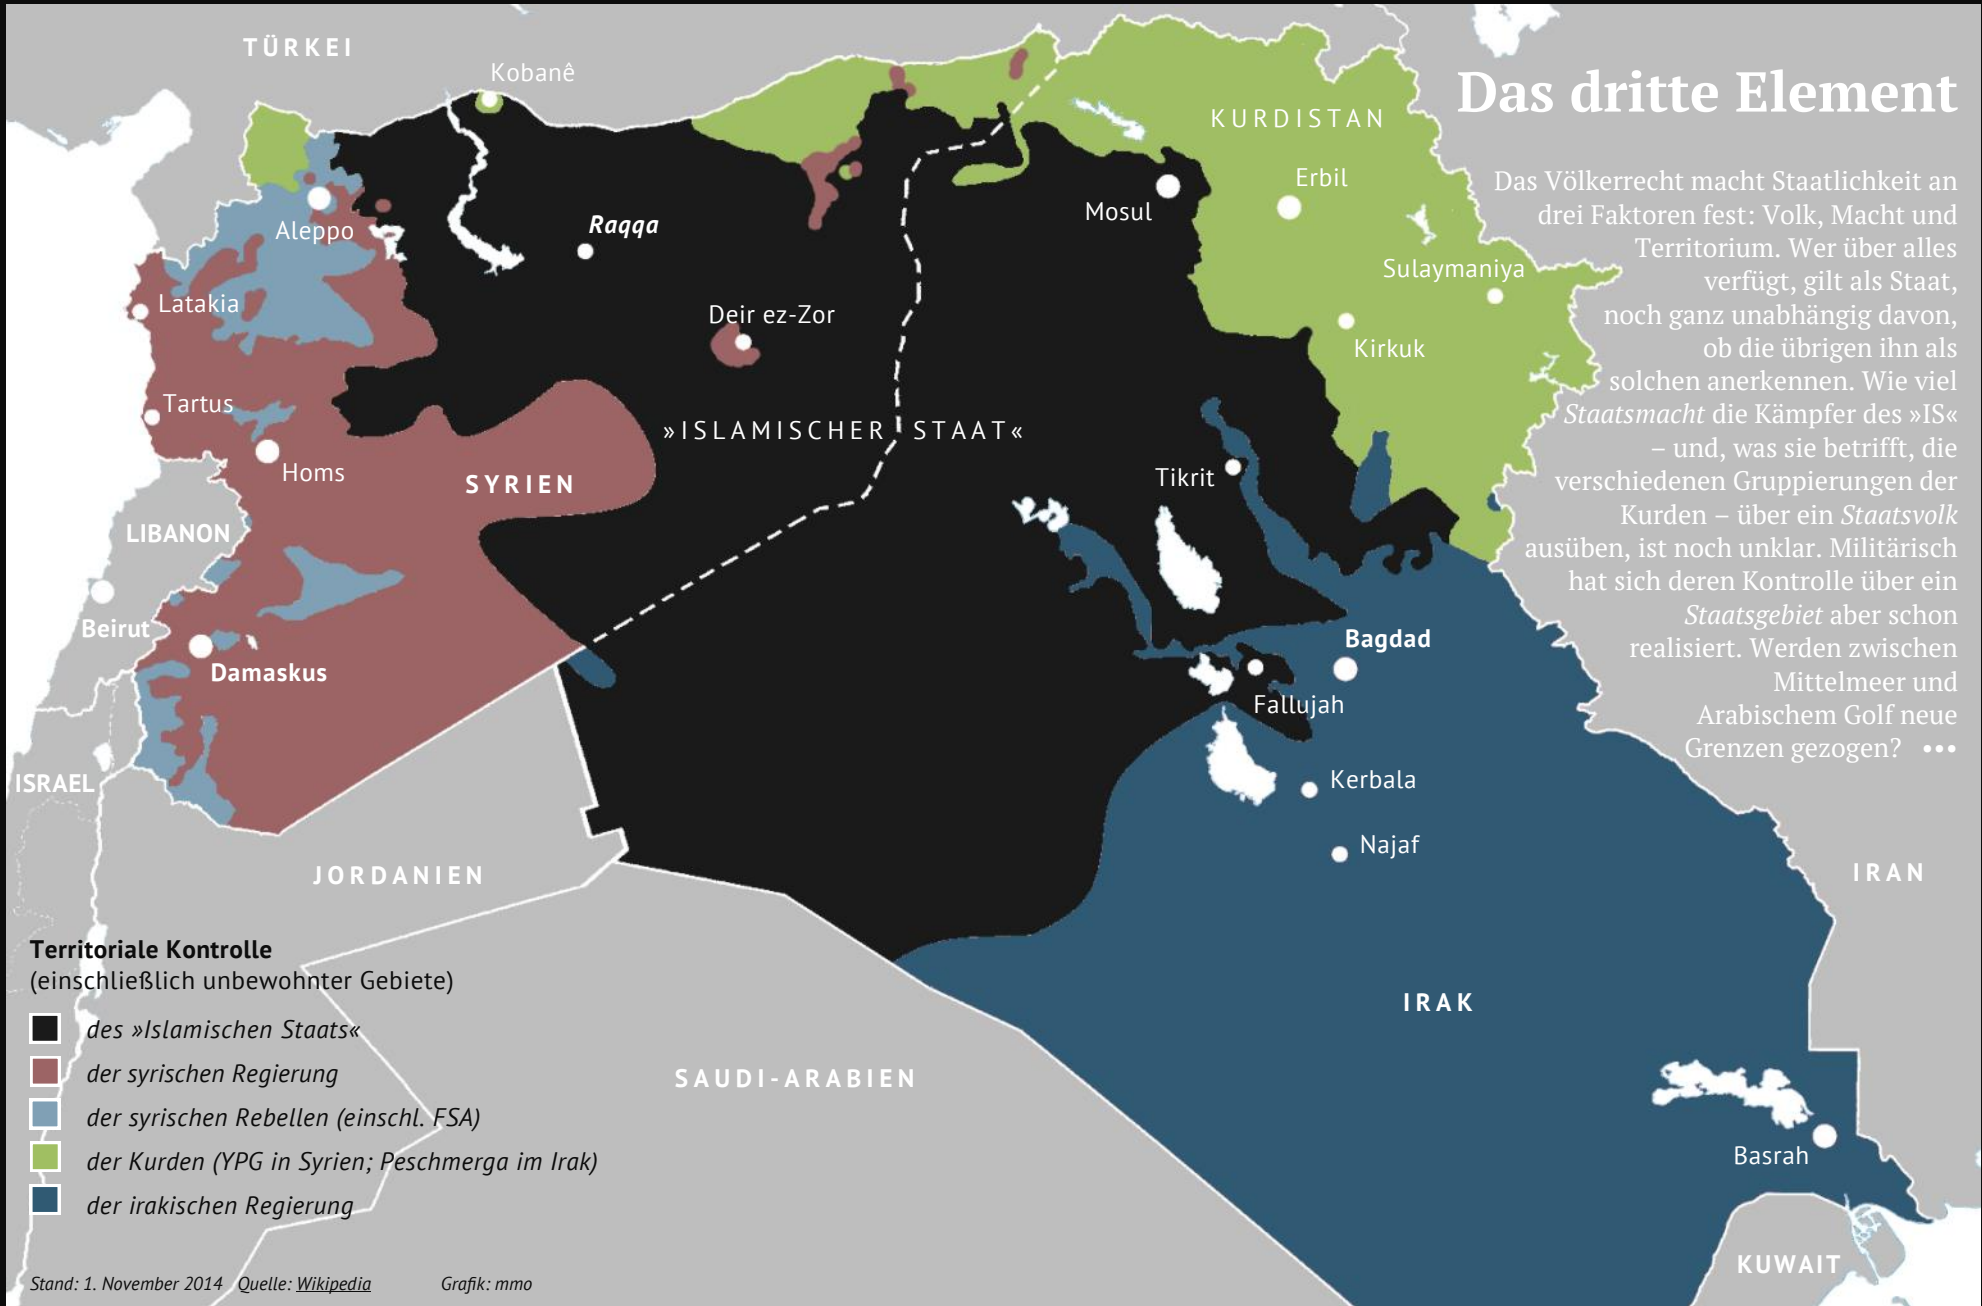 Das dritte Element
Das Völkerrecht macht Staatlichkeit an
drei Faktoren fest: Volk, Macht und
Territorium. Wer über alles
verfügt, gilt als Staat,
noch ganz unabhängig davon,
ob die übrigen ihn als
solchen anerkennen. Wie viel
Staatsmacht die Kämpfer des »IS«
– und, was sie betrifft, die
verschiedenen Gruppierungen der
Kurden – über ein Staatsvolk
ausüben, ist noch unklar. Militärisch
hat sich deren Kontrolle über ein
Staatsgebiet aber schon
realisiert. Werden zwischen
Mittelmeer und
Arabischem Golf neue
Grenzen gezogen? •••
TÜRKEI
Kobanê
KURDISTAN
Erbil
Mosul
Aleppo
Raqqa
Sulaymaniya
Latakia
Deir ez-Zor
Kirkuk
Tartus
»ISLAMISCHER STAAT«
Homs
SYRIEN
Tikrit
LIBANON
Beirut
Bagdad
Damaskus
Fallujah
ISRAEL
Kerbala
Najaf
JORDANIEN
IRAN
IRAK
SAUDI-ARABIEN
Basrah
KUWAIT
Territoriale Kontrolle
(einschließlich unbewohnter Gebiete)
des »Islamischen Staats«
der syrischen Regierung
der syrischen Rebellen (einschl. FSA)
der Kurden (YPG in Syrien; Peschmerga im Irak)
der irakischen Regierung
Stand: 1. November 2014 Quelle: Wikipedia Grafik: mmo